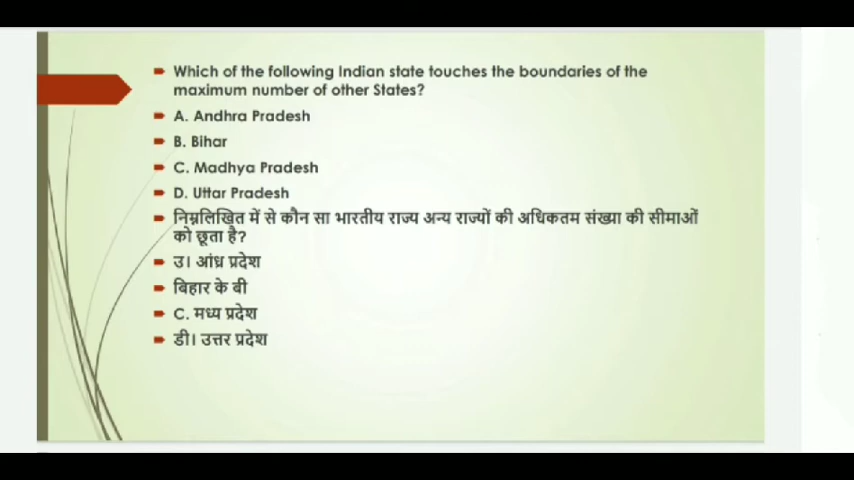 Which of the following Indian state touches the boundaries of the
maximum number of other States?
A. Andhra Pradesh
B. Bihar
C. Madhya Pradesh
D. Uttar Pradesh
निम्नलिखित में से कौन सा भारतीय राज्य अन्य राज्यों की अधिकतम संख्या की सीमाओं
को छूता है?
उ। आंध्र प्रदेश
बिहार के बी
C. मध्य प्रदेश
डी। उत्तर प्रदेश